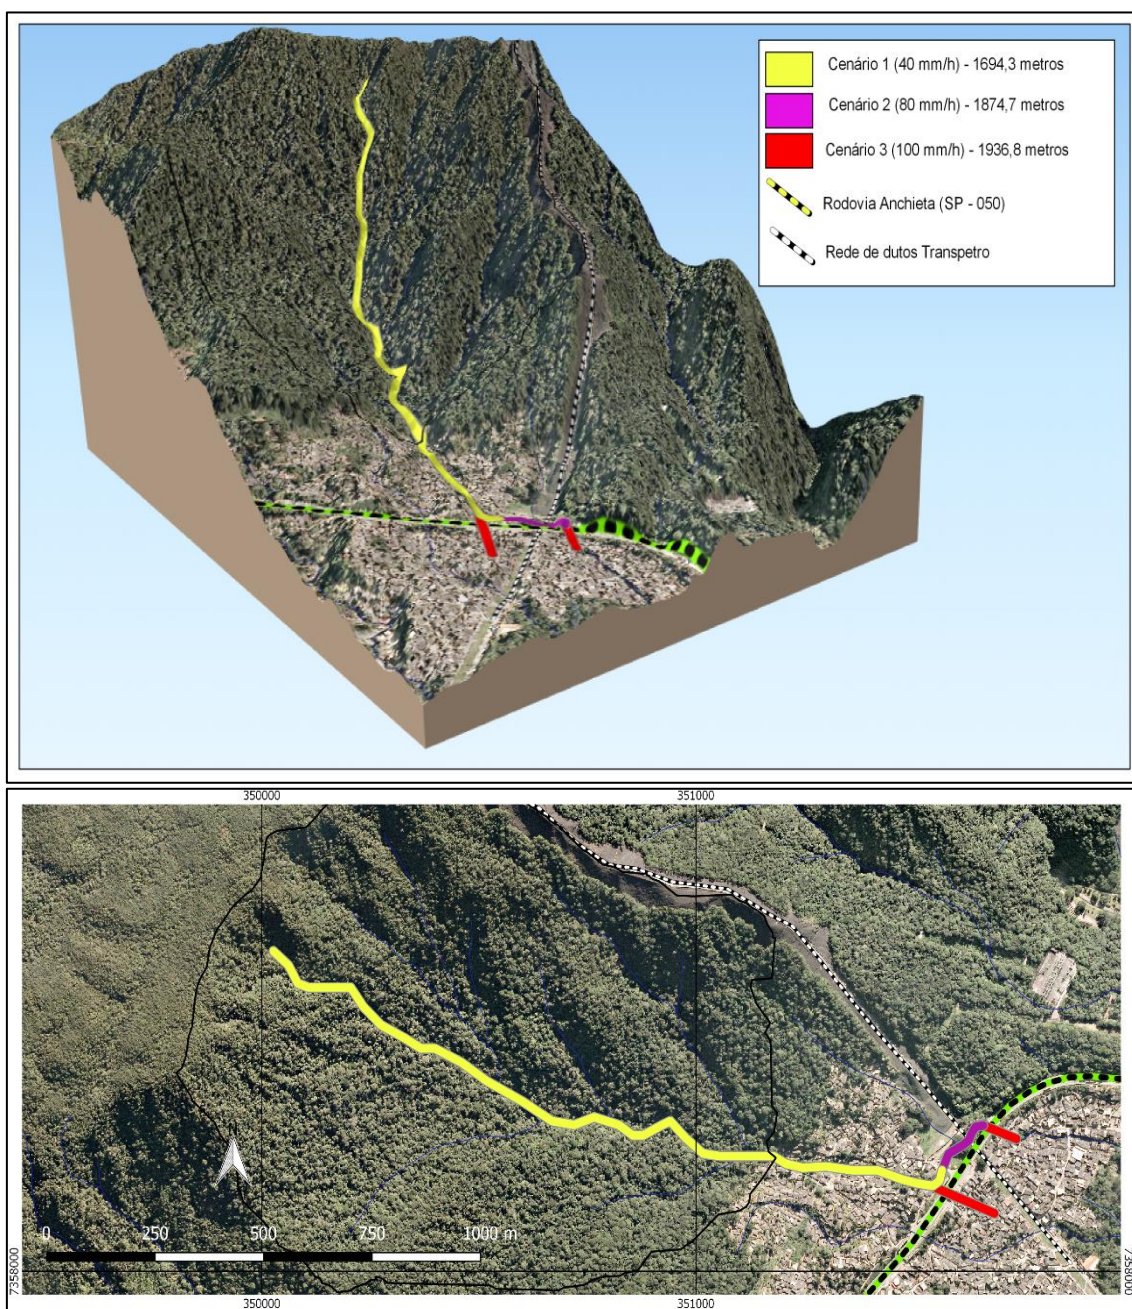 Cenário 1 (40 mm/h) - 1694,3 metros
Cenário 2 (80 mm/h) - 1874,7 metros
Cenário 3 (100 mm/h) - 1936,8 metros
Rodovia Anchieta (SP - 050)
Rede de dutos Transpetro
350000
351000
0
250
500
750
1000 m
7358000
7358000
350000
351000